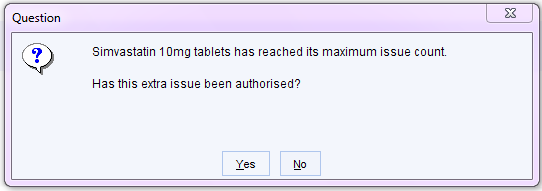 Question
Simvastatin 10mg tablets has reached its maximum issue count.
Has this extra issue been authorised?
Yes No